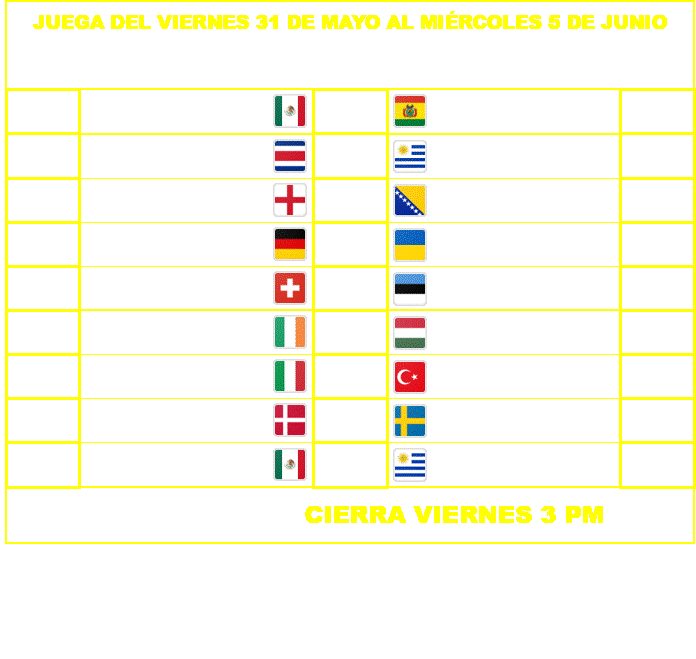 JUEGA DEL VIERNES 31 DE MAYO AL MIÉRCOLES 5 DE JUNIO
CIERRA VIERNES 3 PM